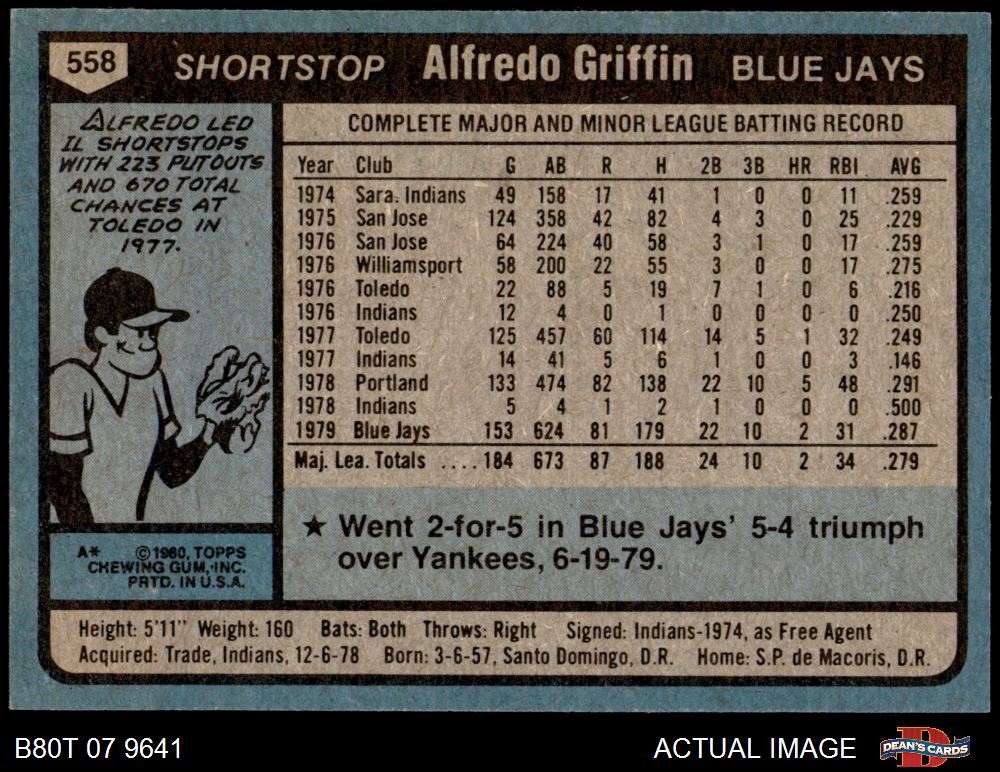 558 SHORTSTOP Alfredo Griffin BLUE JAYS
ALFREDO LED
IL SHORTSTOPS
WITH 223 PUTOUTS
AND 670 TOTAL
CHANCES AT
TOLEDO IN
1977.
COMPLETE MAJOR AND MINOR LEAGUE BATTING RECORD
Year Club G AB R H 2B 3B HR RBI AVG
1974 Sara. Indians 49 158 17 41 1 0 0 11 .259
1975 San Jose 124 358 42 82 4 3 0 25 .229
1976 San Jose 64 224 40 58 3 1 0 17 .259
1976 Williamsport 58 200 22 55 3 0 0 17 .275
1976 Toledo 22 88 5 19 7 1 0 6 .216
1976 Indians 12 4 0 1 0 0 0 0 .250
1977 Toledo 125 457 60 114 14 5 1 32 .249
1977 Indians 14 41 5 6 1 0 0 3 .146
1978 Portland 133 474 82 138 22 10 5 48 .291
1978 Indians 5 4 1 2 1 0 0 0 .500
1979 Blue Jays 153 624 81 179 22 10 2 31 .287
Maj. Lea. Totals .... 184 673 87 188 24 10 2 34 .279
★ Went 2-for-5 in Blue Jays' 5-4 triumph
over Yankees, 6-19-79.
A* ©1980, TOPPS
CHEWING GUM, INC.
PRTD. IN U.S.A.
Height: 5'11" Weight: 160 Bats: Both Throws: Right Signed: Indians-1974, as Free Agent
Acquired: Trade, Indians, 12-6-78 Born: 3-6-57, Santo Domingo, D.R. Home: S.P. de Macoris, D.R.
B80T 07 9641 ACTUAL IMAGE DEAN'S CARDS